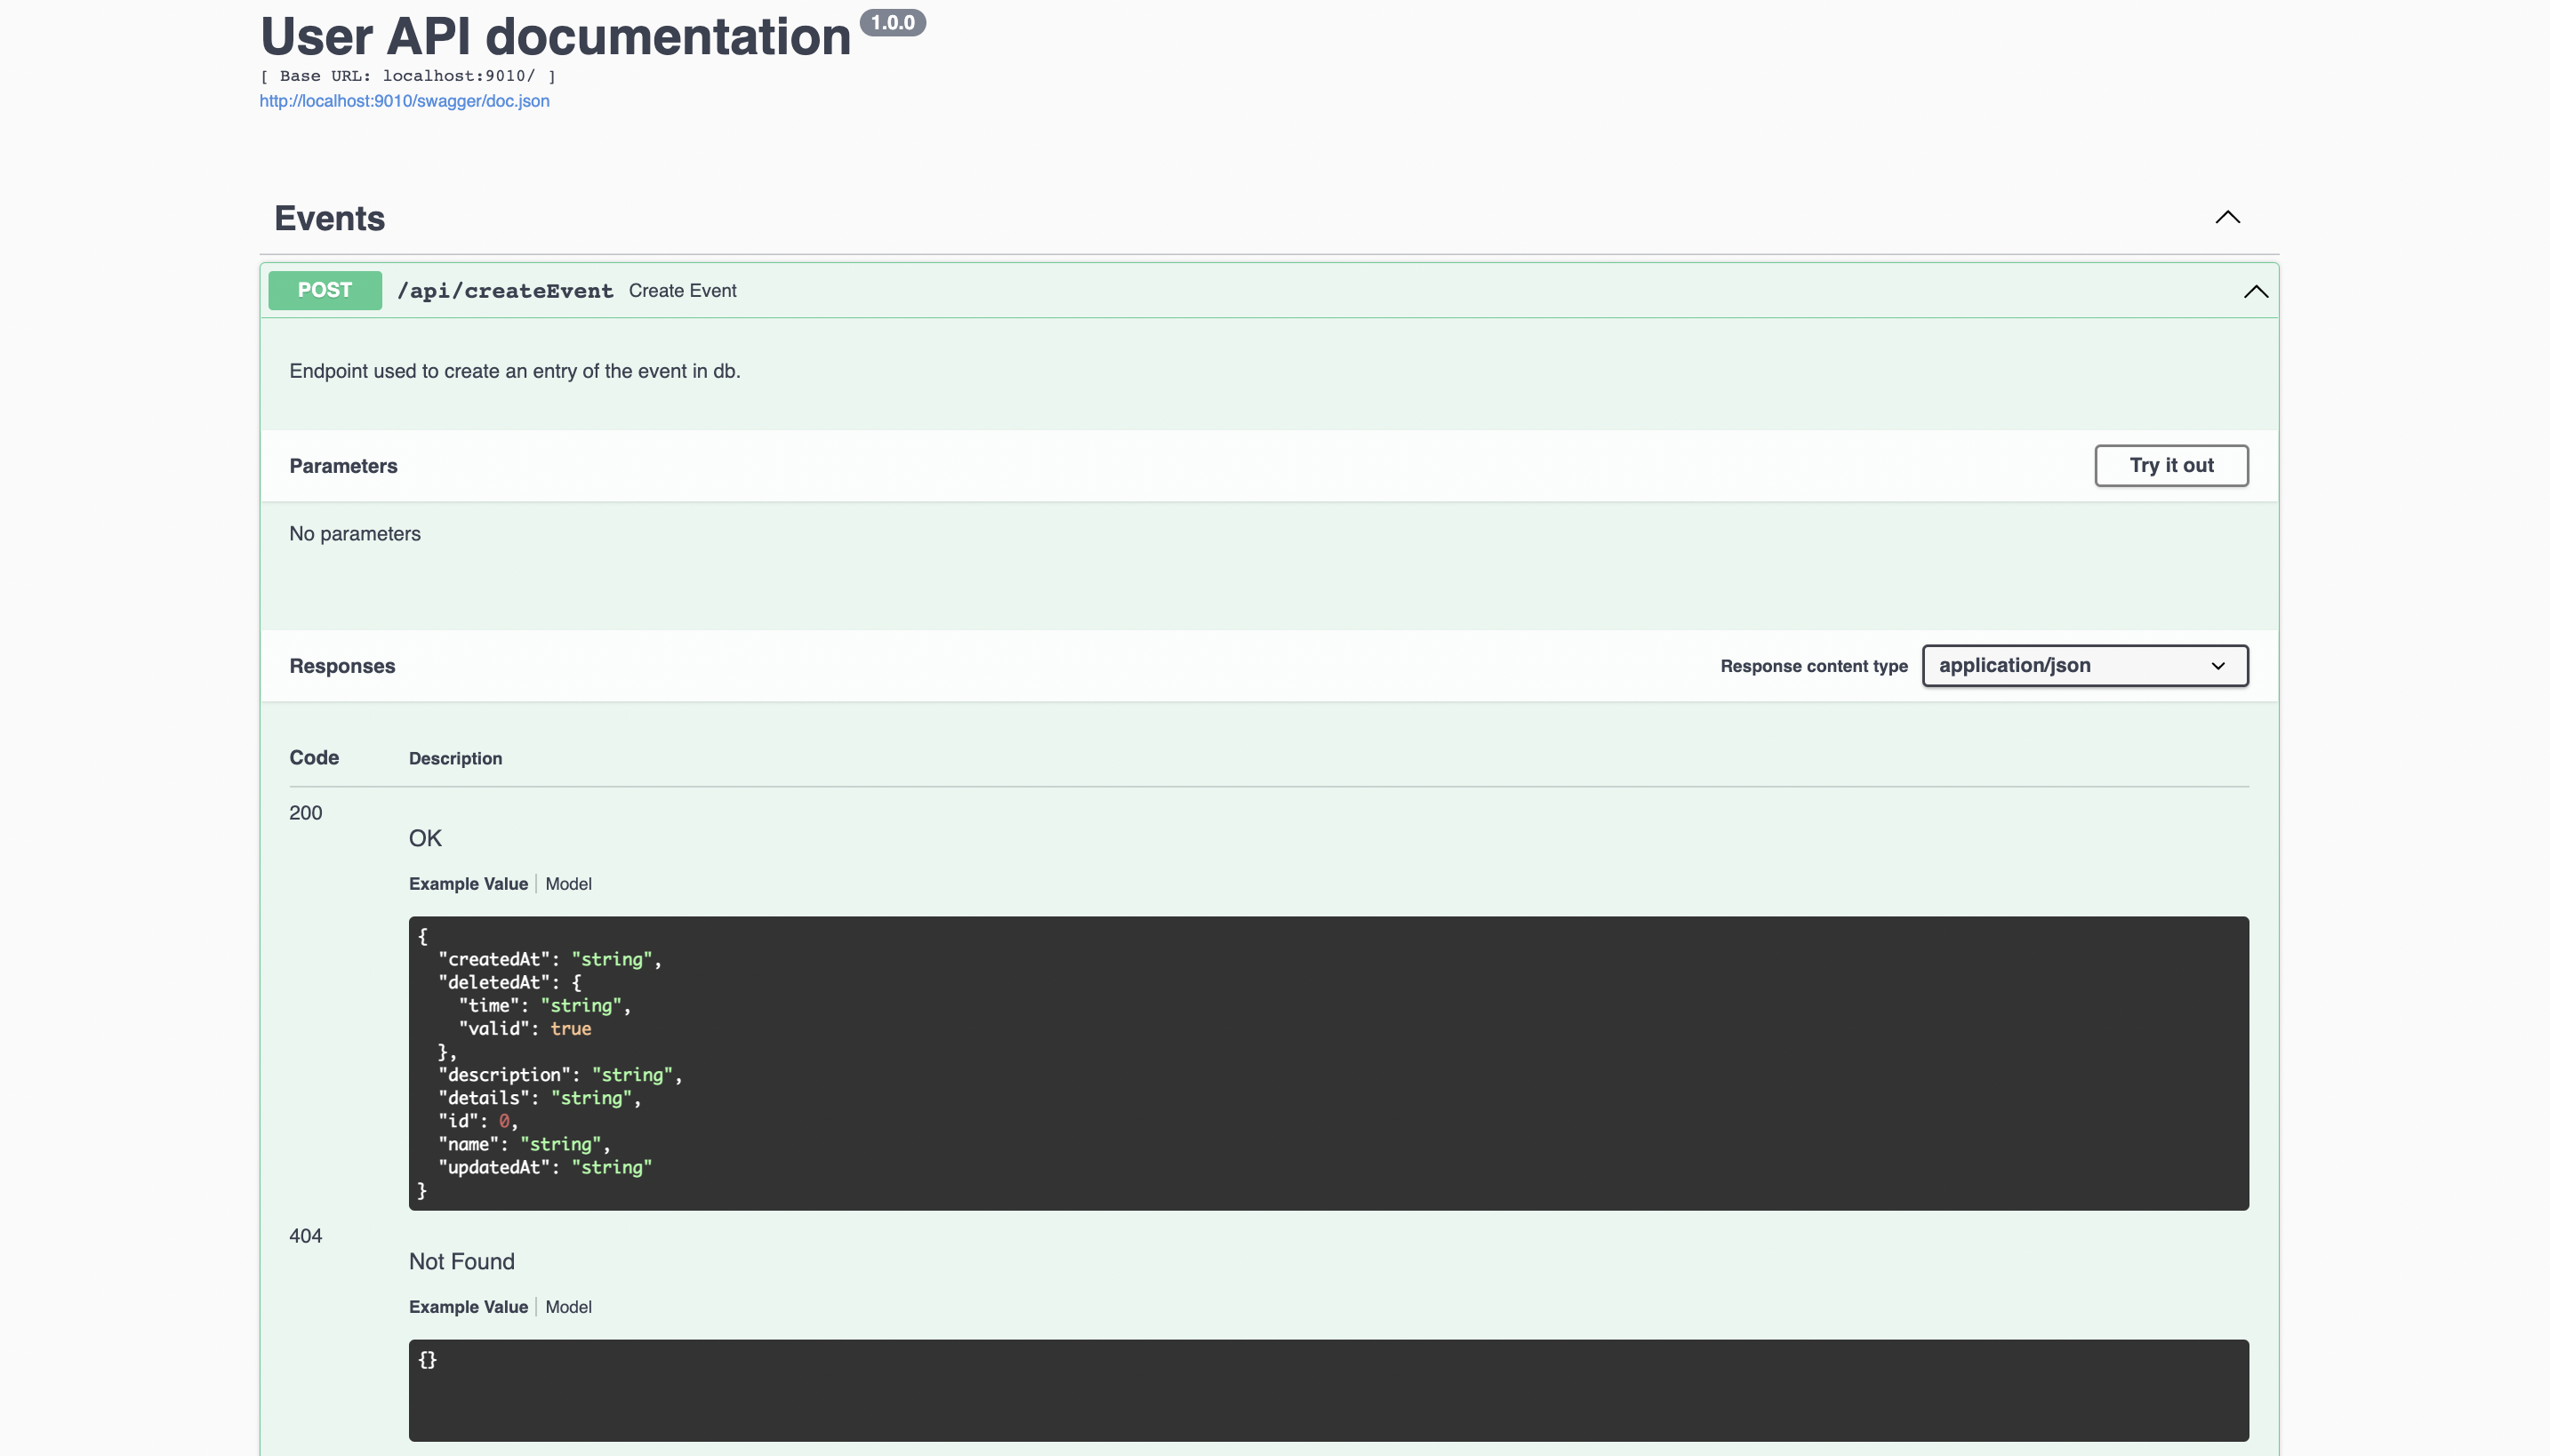 User API documentation 1.0.0
[ Base URL: localhost:9010/ ]
http://localhost:9010/swagger/doc.json
Events
POST /api/createEvent Create Event
Endpoint used to create an entry of the event in db.
Parameters Try it out
No parameters
Responses Response content type application/json
Code Description
200
OK
Example Value Model
{
  "createdAt": "string",
  "deletedAt": {
    "time": "string",
    "valid": true
  },
  "description": "string",
  "details": "string",
  "id": 0,
  "name": "string",
  "updatedAt": "string"
}
404
Not Found
Example Value Model
{}